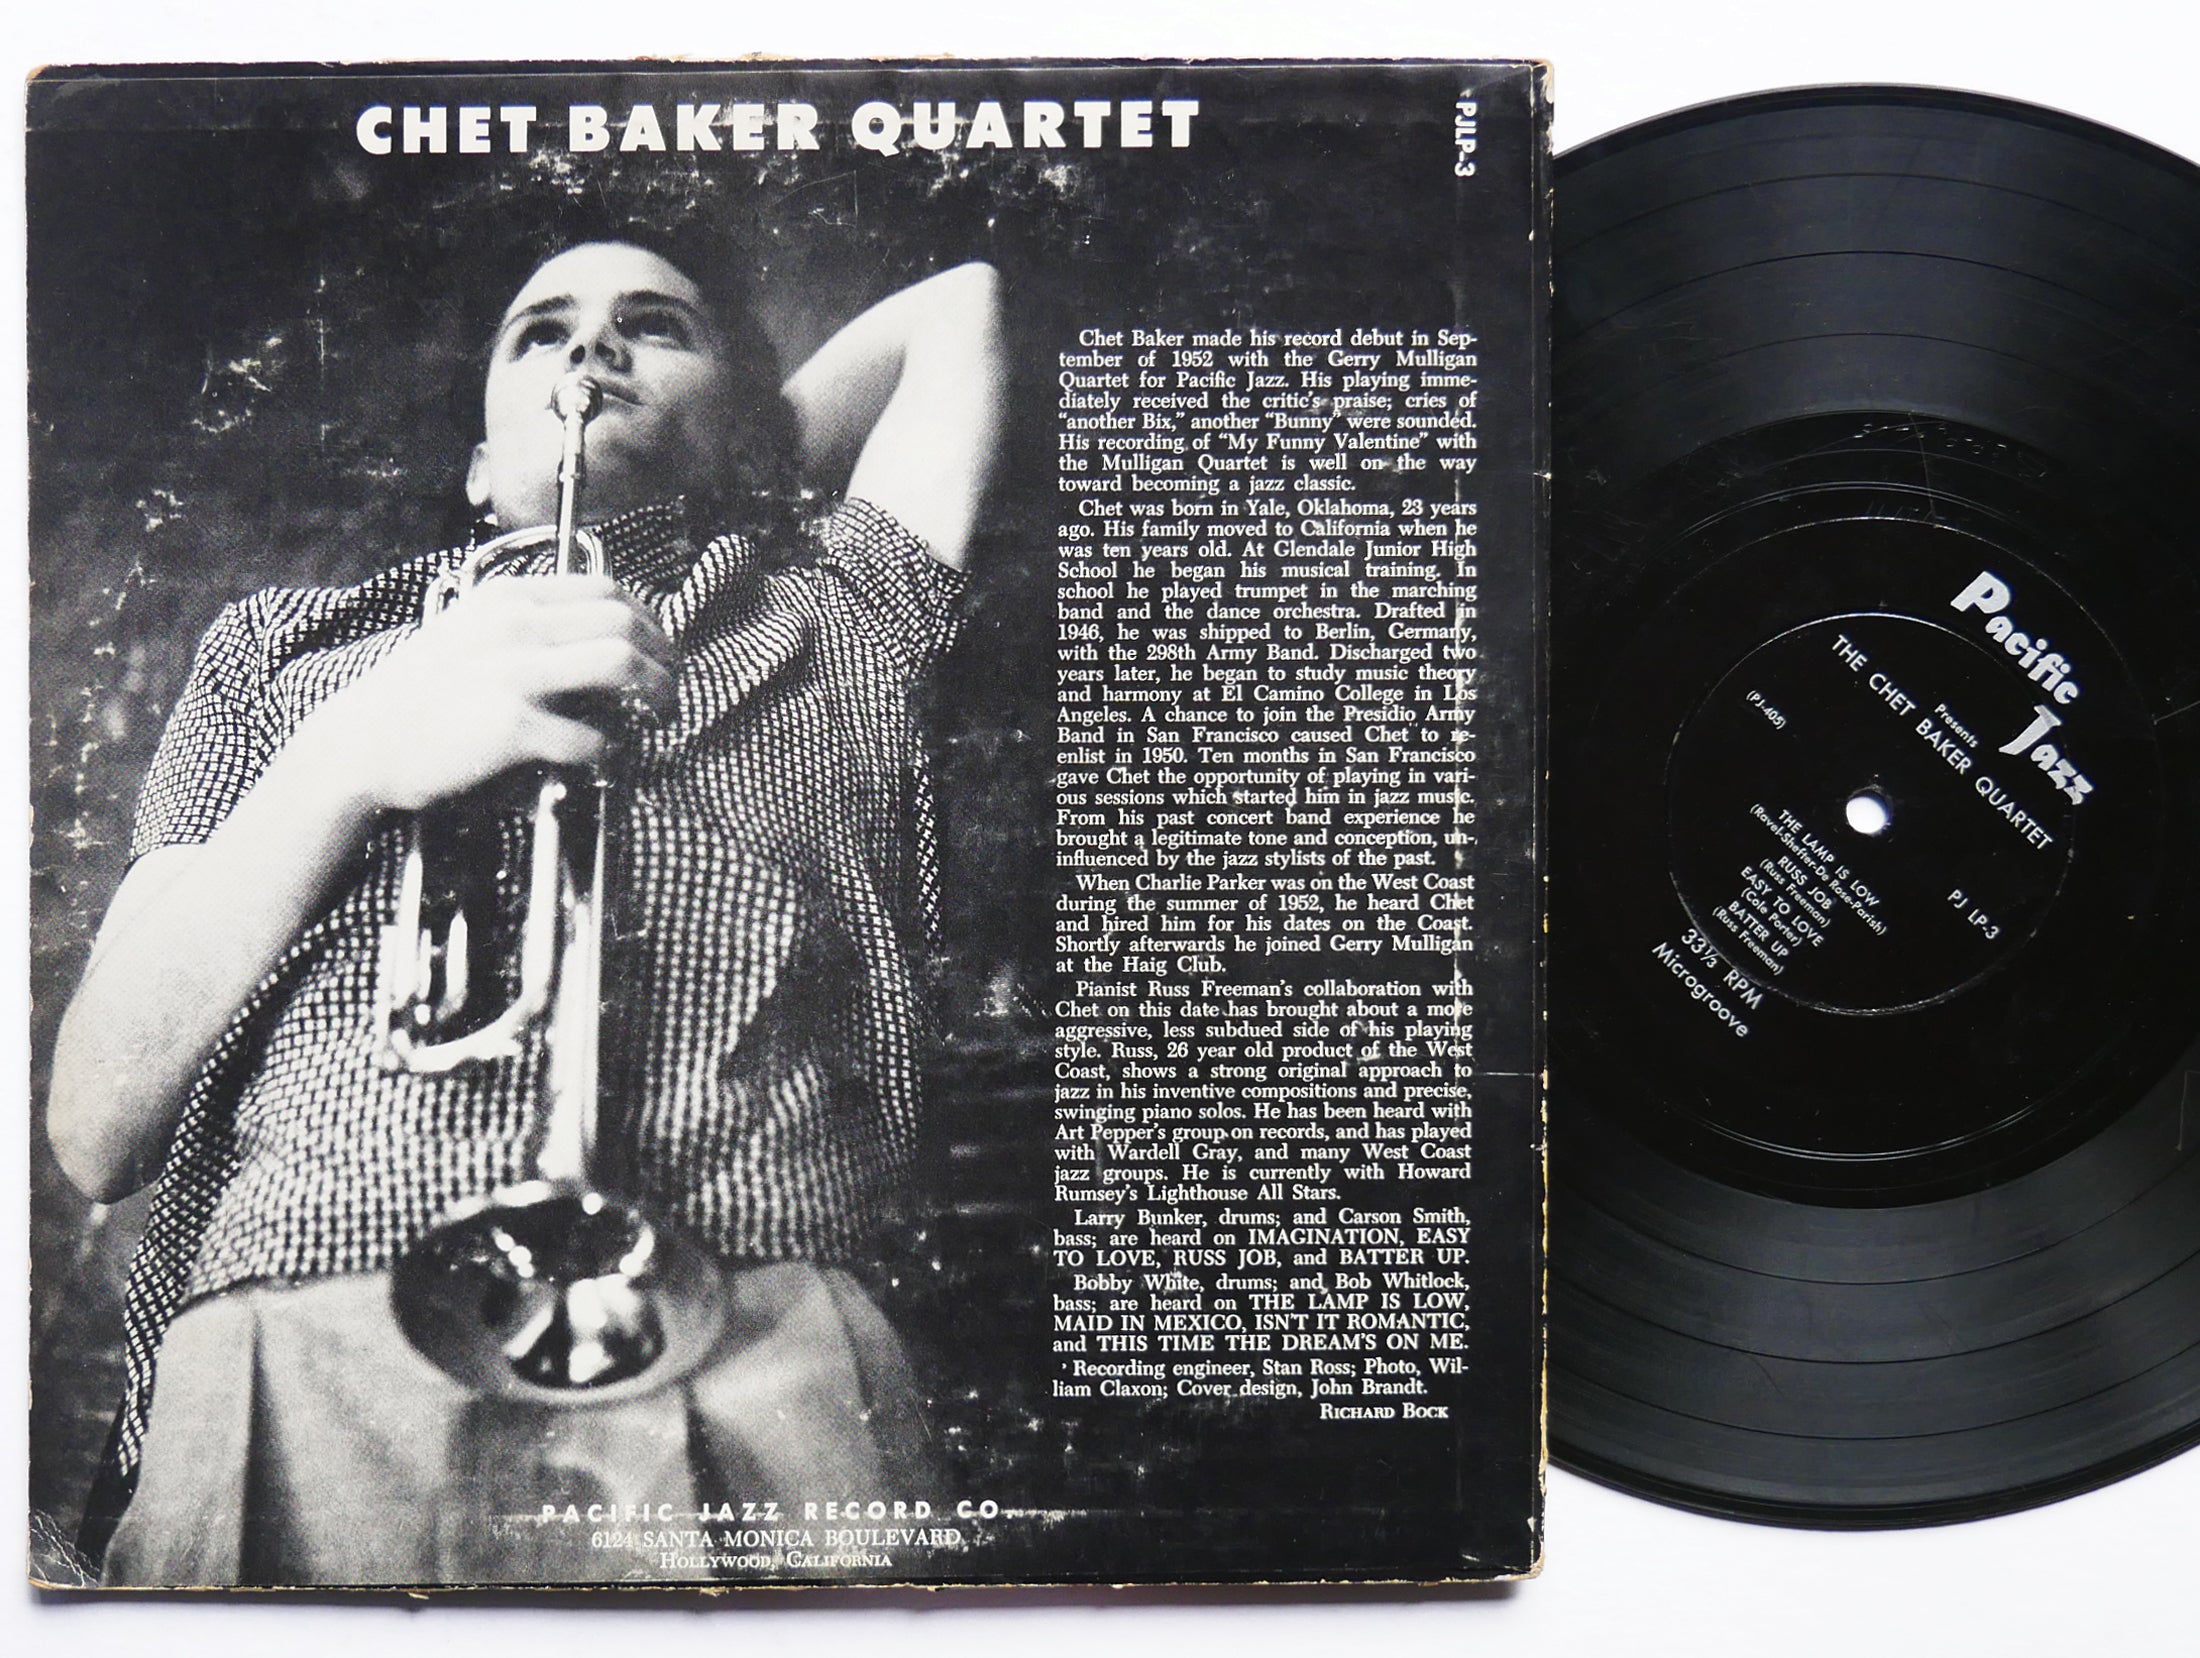 CHET BAKER QUARTET
PJLP-3
Chet Baker made his record debut in Sep-
tember of 1952 with the Gerry Mulligan
Quartet for Pacific Jazz. His playing imme-
diately received the critic's praise; cries of
"another Bix," another "Bunny" were sounded.
His recording of "My Funny Valentine" with
the Mulligan Quartet is well on the way
toward becoming a jazz classic.
Chet was born in Yale, Oklahoma, 23 years
ago. His family moved to California when he
was ten years old. At Glendale Junior High
School he began his musical training. In
school he played trumpet in the marching
band and the dance orchestra. Drafted in
1946, he was shipped to Berlin, Germany,
with the 298th Army Band. Discharged two
years later, he began to study music theory
and harmony at El Camino College in Los
Angeles. A chance to join the Presidio Army
Band in San Francisco caused Chet to re-
enlist in 1950. Ten months in San Francisco
gave Chet the opportunity of playing in vari-
ous sessions which started him in jazz music.
From his past concert band experience he
brought a legitimate tone and conception, un-
influenced by the jazz stylists of the past.
When Charlie Parker was on the West Coast
during the summer of 1952, he heard Chet
and hired him for his dates on the Coast.
Shortly afterwards he joined Gerry Mulligan
at the Haig Club.
Pianist Russ Freeman's collaboration with
Chet on this date has brought about a more
aggressive, less subdued side of his playing
style. Russ, 26 year old product of the West
Coast, shows a strong original approach to
jazz in his inventive compositions and precise,
swinging piano solos. He has been heard with
Art Pepper's group on records, and has played
with Wardell Gray, and many West Coast
jazz groups. He is currently with Howard
Rumsey's Lighthouse All Stars.
Larry Bunker, drums; and Carson Smith,
bass; are heard on IMAGINATION, EASY
TO LOVE, RUSS JOB, and BATTER UP.
Bobby White, drums; and Bob Whitlock,
bass; are heard on THE LAMP IS LOW,
MAID IN MEXICO, ISN'T IT ROMANTIC,
and THIS TIME THE DREAM'S ON ME.
Recording engineer, Stan Ross; Photo, Wil-
liam Claxon; Cover design, John Brandt.
RICHARD BOCK
PACIFIC JAZZ RECORD CO.
6124 SANTA MONICA BOULEVARD
HOLLYWOOD, CALIFORNIA
Pacific Jazz
Presents
THE CHET BAKER QUARTET
(PJ-405)
PJ LP-3
THE LAMP IS LOW
(Ravel-Shefter-De Rose-Parish)
RUSS JOB
(Russ Freeman)
EASY TO LOVE
(Cole Porter)
BATTER UP
(Russ Freeman)
33⅓ RPM
Microgroove